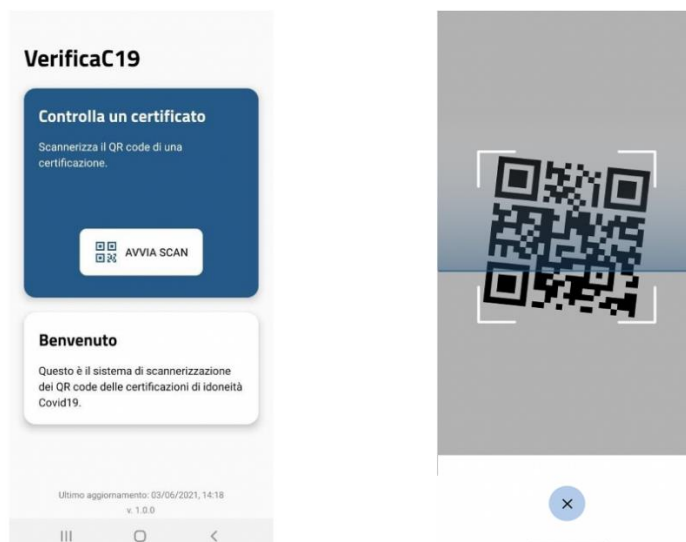 VerificaC19
Controlla un certificato
Scannerizza il QR code di una
certificazione.
AVVIA SCAN
Benvenuto
Questo è il sistema di scannerizzazione
dei QR code delle certificazioni di idoneità
Covid19.
Ultimo aggiornamento: 03/06/2021, 14:18
v. 1.0.0